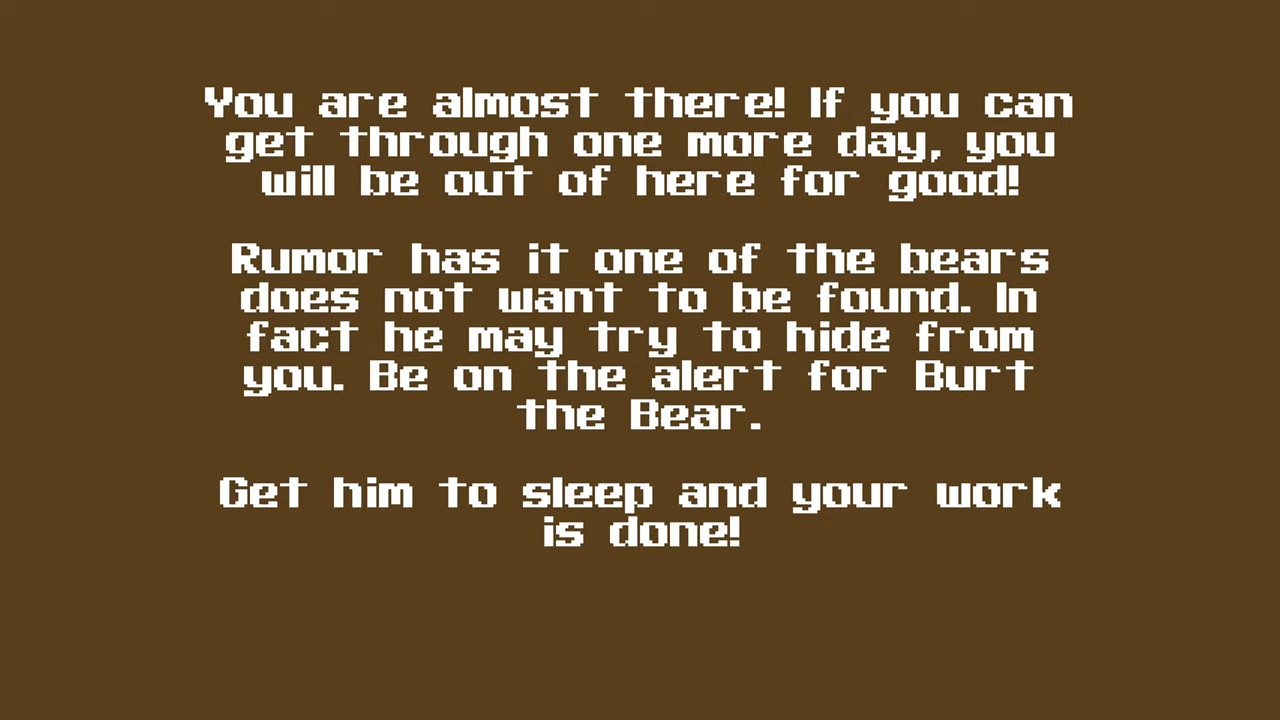 You are almost there! If you can
get through one more day, you
will be out of here for good!
Rumor has it one of the bears
does not want to be found. In
fact he may try to hide from
you. Be on the alert for Burt
the Bear.
Get him to sleep and your work
is done!